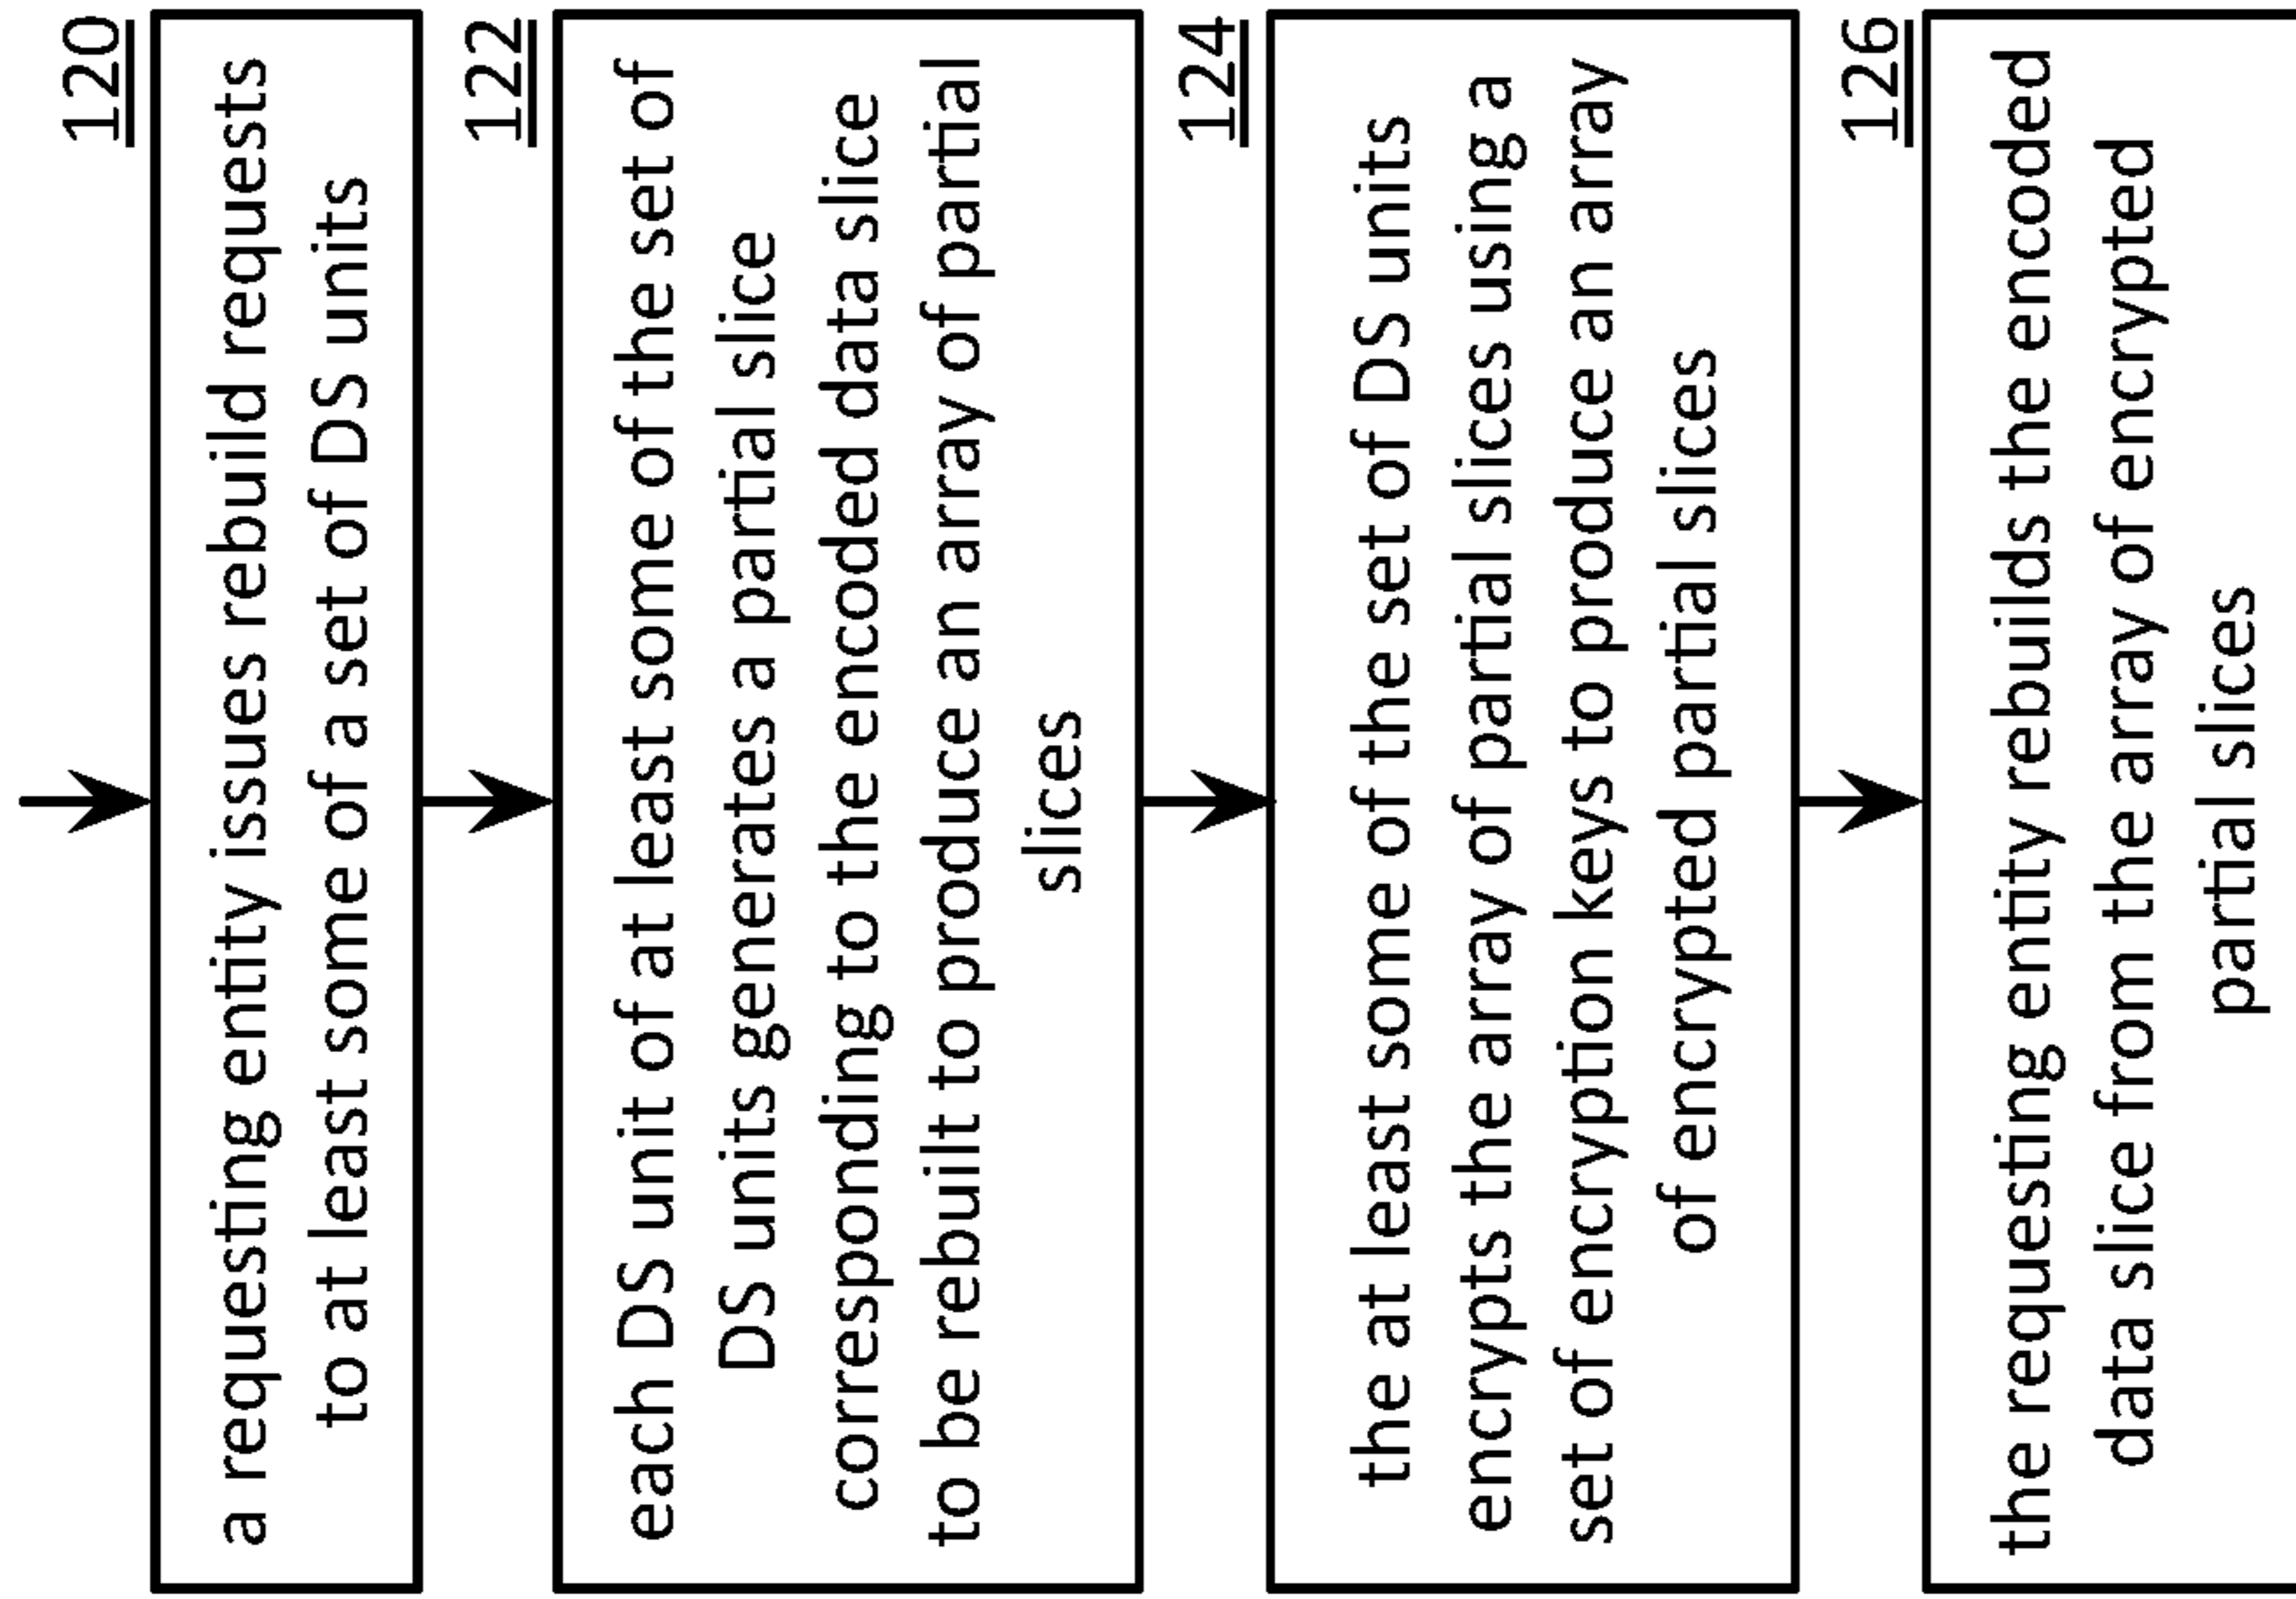 120
a requesting entity issues rebuild requests
to at least some of a set of DS units
122
each DS unit of at least some of the set of
DS units generates a partial slice
corresponding to the encoded data slice
to be rebuilt to produce an array of partial
slices
124
the at least some of the set of DS units
encrypts the array of partial slices using a
set of encryption keys to produce an array
of encrypted partial slices
126
the requesting entity rebuilds the encoded
data slice from the array of encrypted
partial slices